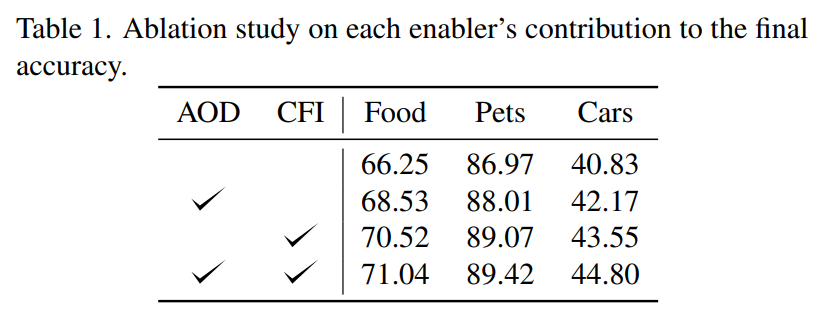 Table 1. Ablation study on each enabler's contribution to the final
accuracy.
AOD CFI Food Pets Cars
66.25 86.97 40.83
✓ 68.53 88.01 42.17
✓ 70.52 89.07 43.55
✓ ✓ 71.04 89.42 44.80